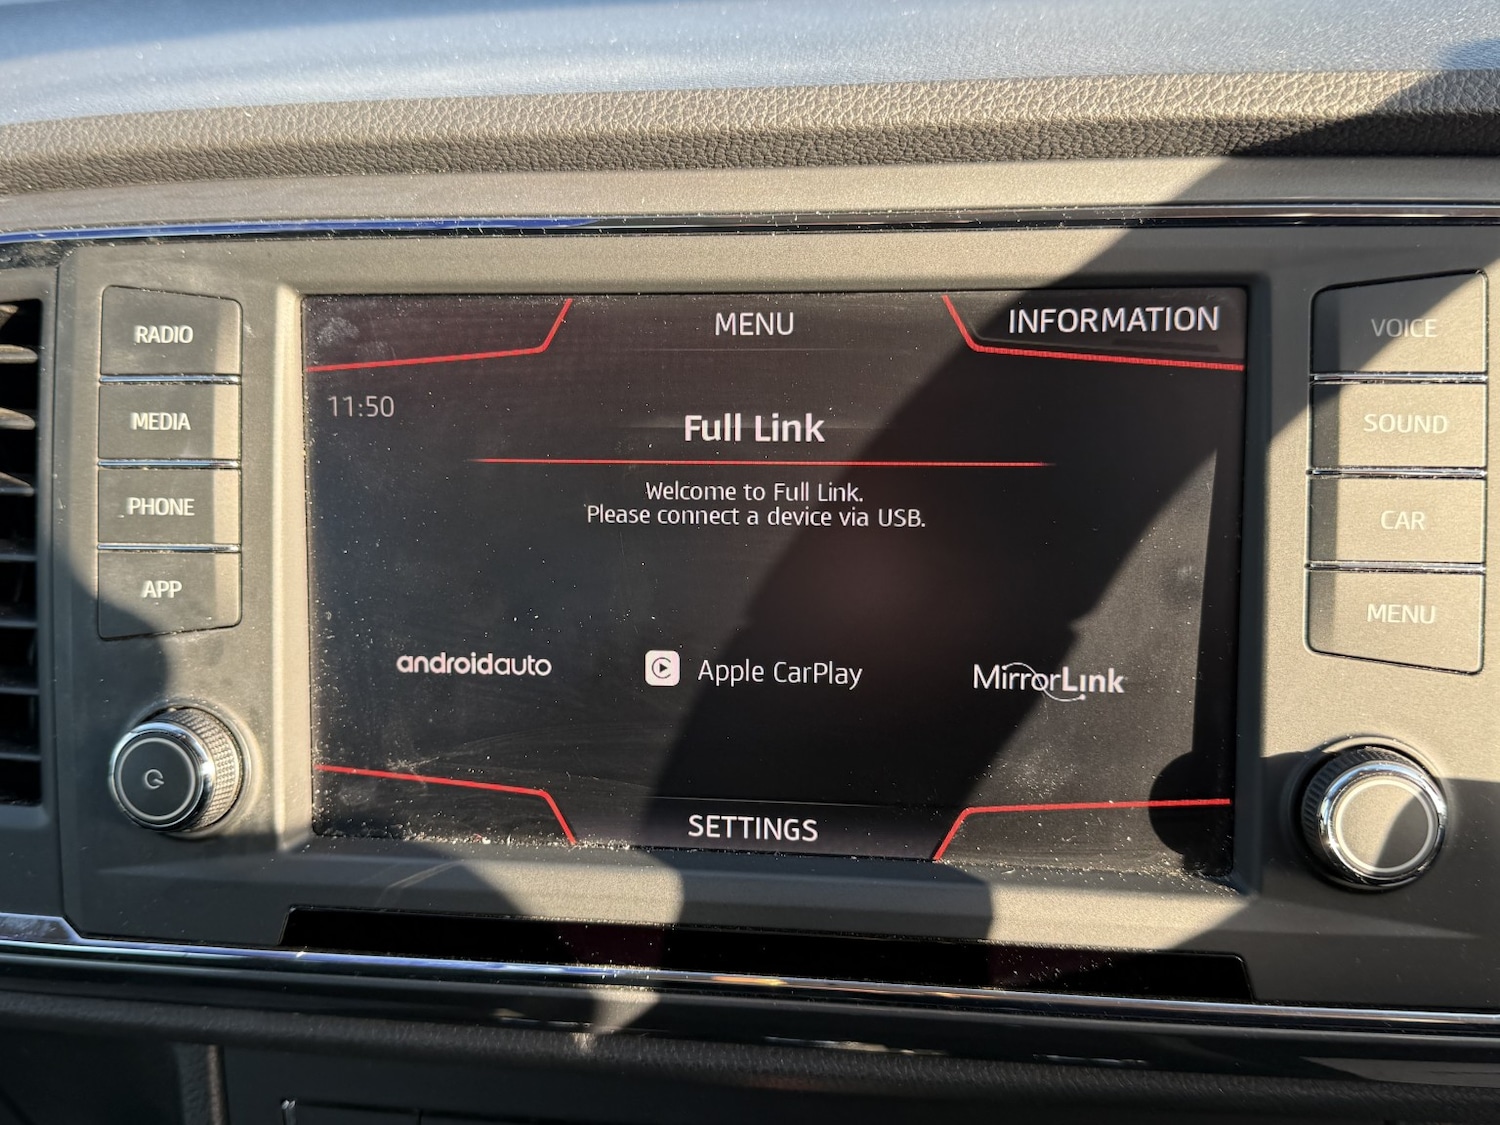 RADIO
MEDIA
PHONE
APP
MENU
INFORMATION
11:50
Full Link
Welcome to Full Link.
Please connect a device via USB.
androidauto
Apple CarPlay
MirrorLink
SETTINGS
VOICE
SOUND
CAR
MENU